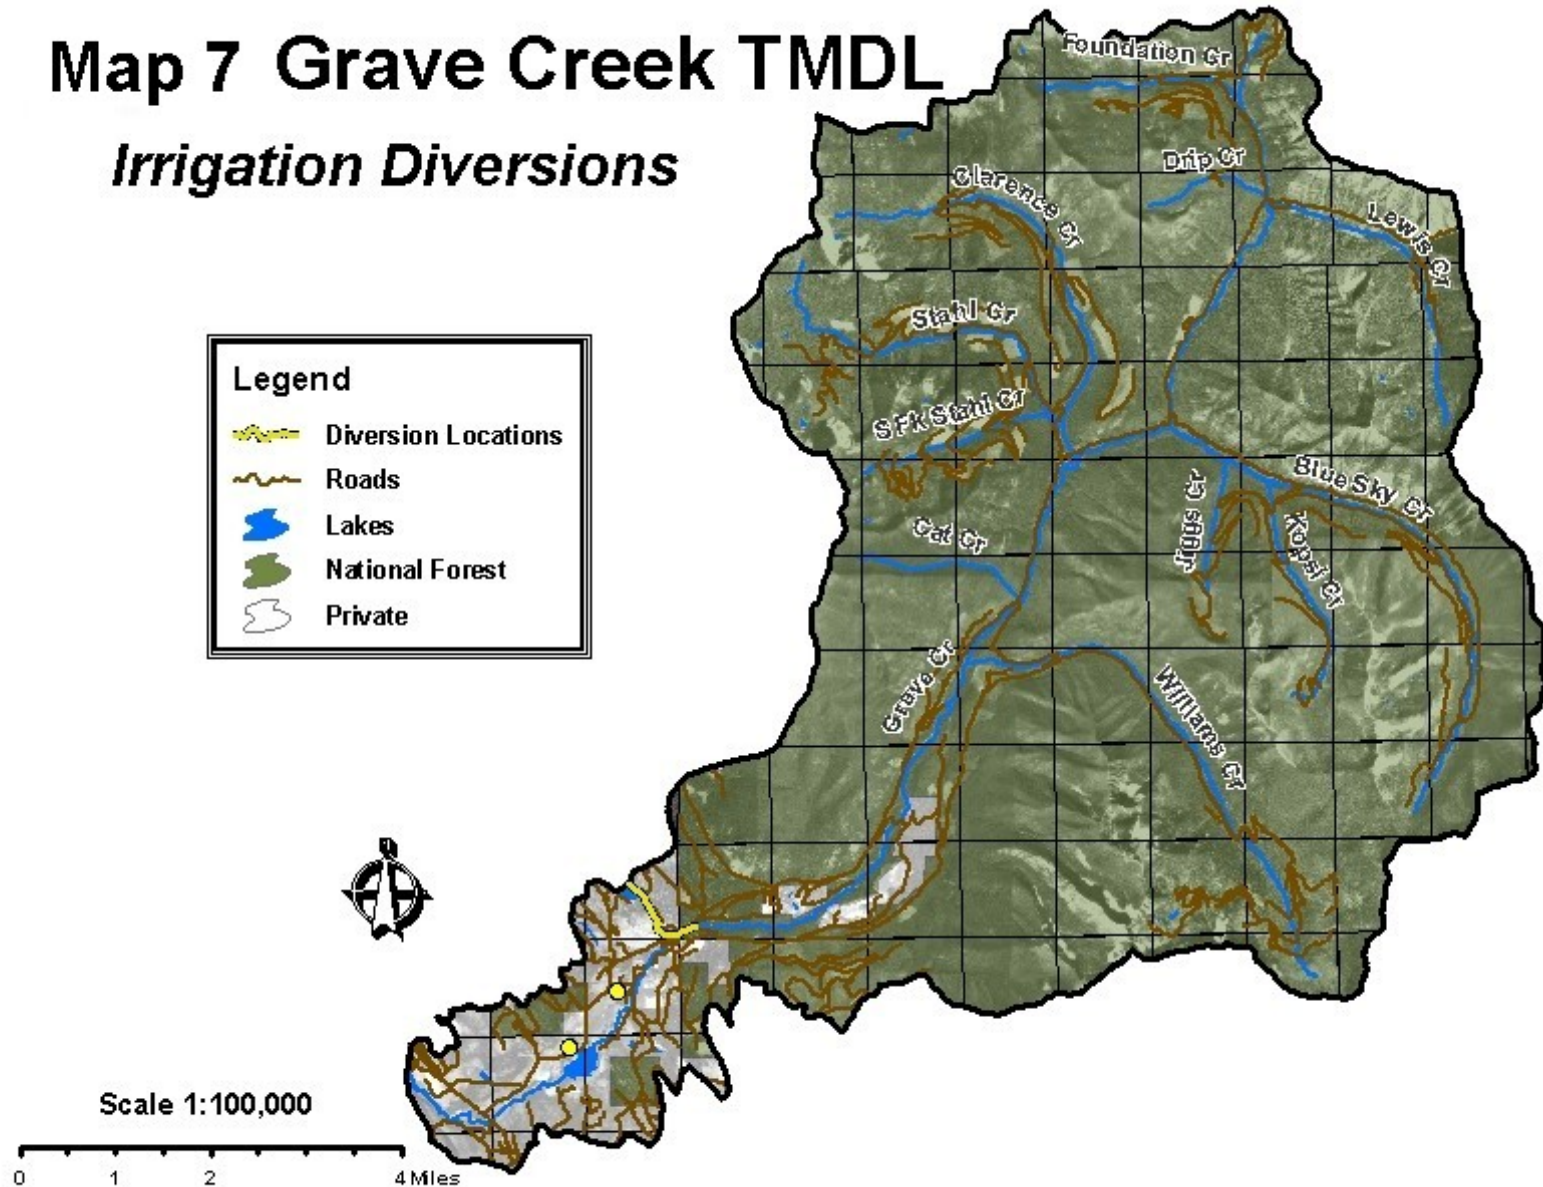 Map 7 Grave Creek TMDL
Irrigation Diversions
Foundation Cr
Drip Cr
Clarence Cr
Lewis Cr
Stahl Cr
S Fk Stahl Cr
Blue Sky Cr
Jiggs Cr
Kopsi Cr
Cat Cr
Grave Cr
Williams Cr
Legend
Diversion Locations
Roads
Lakes
National Forest
Private
Scale 1:100,000
0 1 2 4 Miles